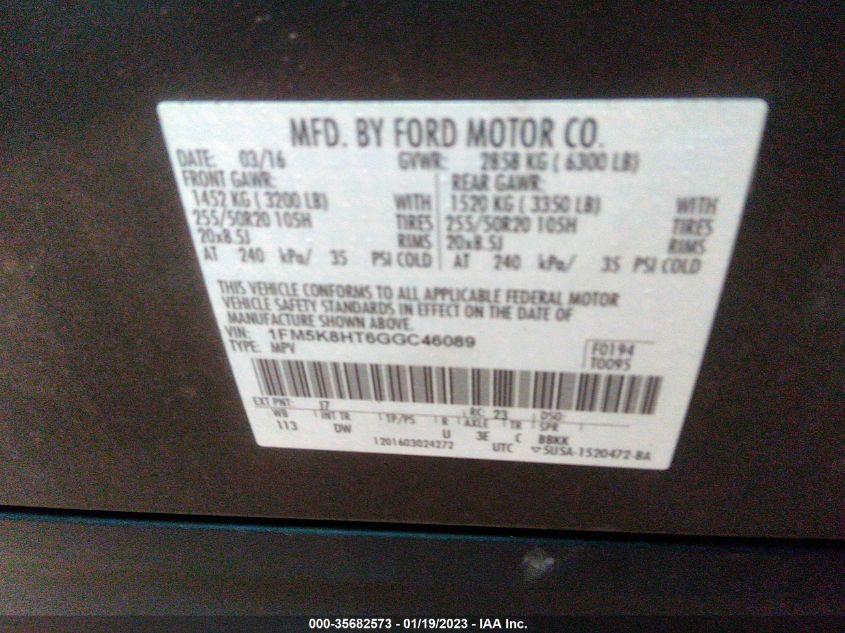 MFD. BY FORD MOTOR CO.
DATE: 03/16 GVWR: 2858 KG ( 6300 LB)
FRONT GAWR: REAR GAWR:
1452 KG ( 3200 LB) WITH 1520 KG ( 3350 LB) WITH
255/50R20 105H TIRES 255/50R20 105H TIRES
20x8.5J RIMS 20x8.5J RIMS
AT 240 kPa/ 35 PSI COLD AT 240 kPa/ 35 PSI COLD
THIS VEHICLE CONFORMS TO ALL APPLICABLE FEDERAL MOTOR
VEHICLE SAFETY STANDARDS IN EFFECT ON THE DATE OF
MANUFACTURE SHOWN ABOVE.
VIN: 1FM5K8HT6GGC46089
TYPE: MPV
F0194
T0095
EXT PNT: J7 RC: 23 DSO:
WB INT TR TP/PS R AXLE TR SPR
113 DW U 3E C BBKK
1201603024272 UTC ▽SUSA-1520472-BA
000-35682573 – 01/19/2023 – IAA Inc.